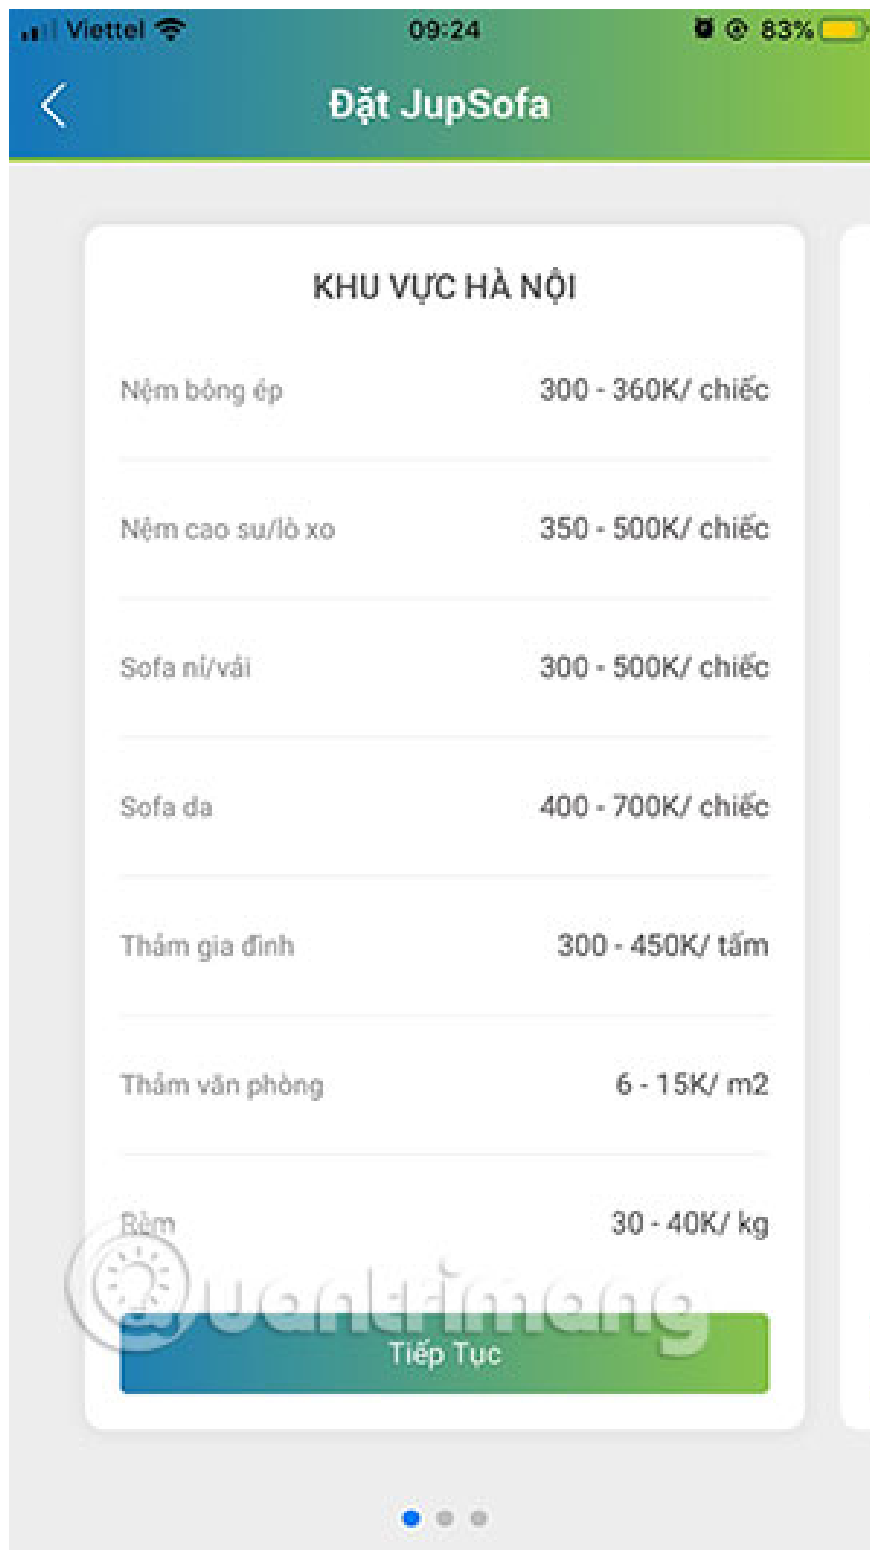 Viettel 09:24 83%
Đặt JupSofa
KHU VỰC HÀ NỘI
Nệm bông ép 300 - 360K/ chiếc
Nệm cao su/lò xo 350 - 500K/ chiếc
Sofa nỉ/vải 300 - 500K/ chiếc
Sofa da 400 - 700K/ chiếc
Thảm gia đình 300 - 450K/ tấm
Thảm văn phòng 6 - 15K/ m2
Rèm 30 - 40K/ kg
Quantrimang
Tiếp Tục